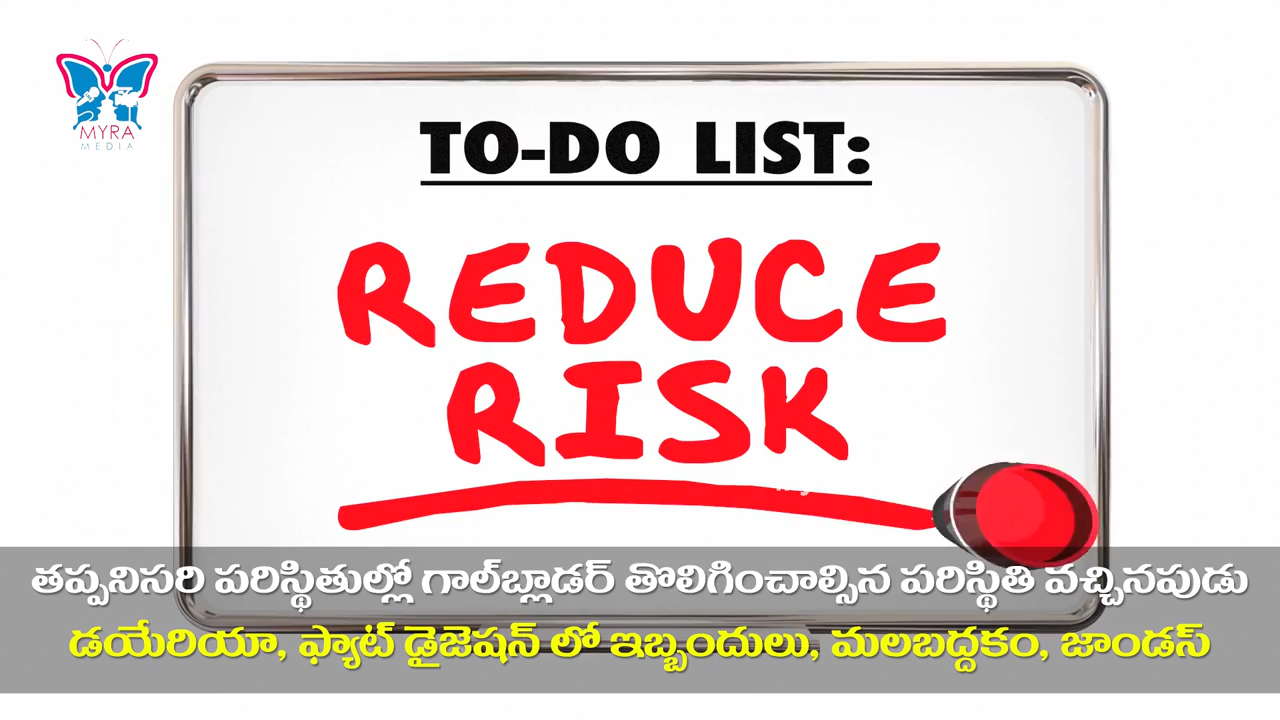 MYRA
MEDIA
TO-DO LIST:
REDUCE
RISK
తప్పనిసరి పరిస్థితుల్లో గాల్‌బ్లాడర్ తొలిగించాల్సిన పరిస్థితి వచ్చినపుడు
డయేరియా, ఫ్యాట్ డైజెషన్ లో ఇబ్బందులు, మలబద్దకం, జాండస్